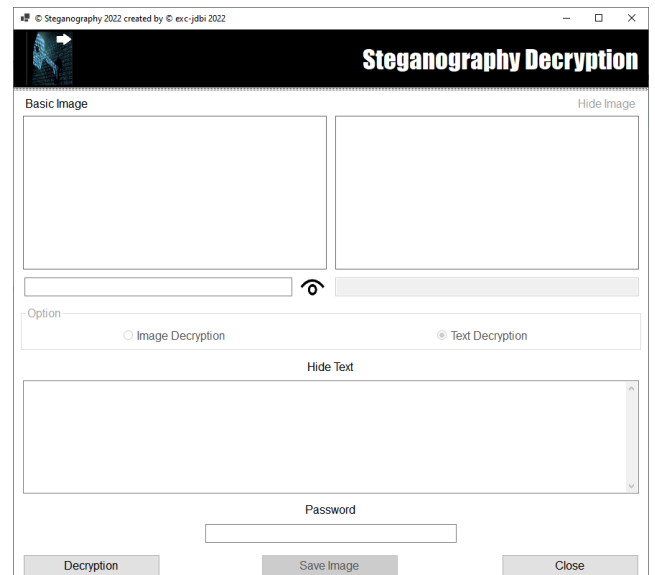 © Steganography 2022 created by © exc-jdbi 2022
Steganography Decryption
Basic Image
Hide Image
Option
Image Decryption
Text Decryption
Hide Text
Password
Decryption
Save Image
Close